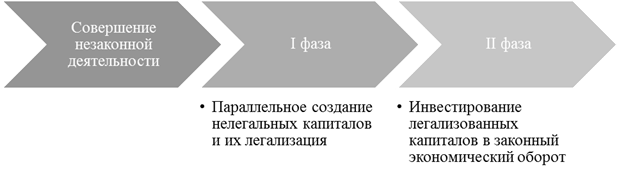 Совершение
незаконной
деятельности
I фаза
II фаза
• Параллельное создание
нелегальных капиталов
и их легализация
• Инвестирование
легализованных
капиталов в законный
экономический оборот